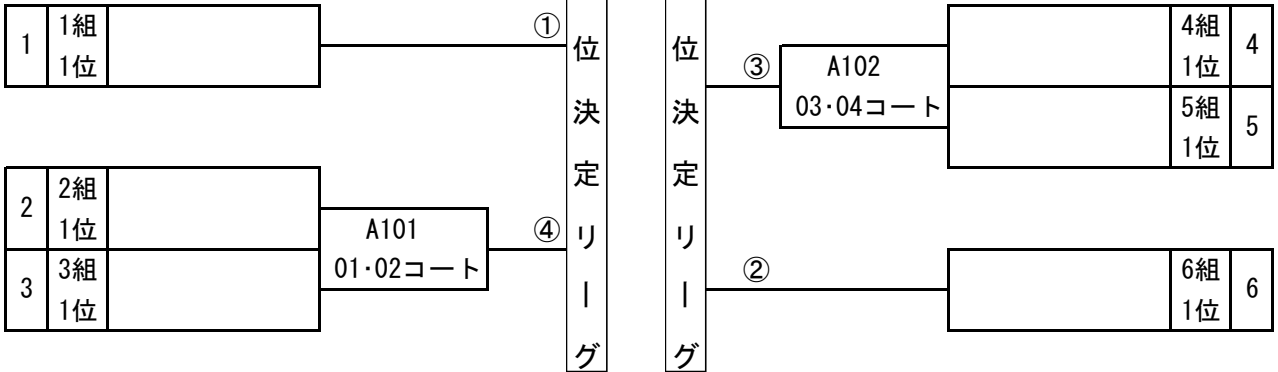 1
1組
1位
①
2
2組
1位
3
3組
1位
A101
01·02コート
④
位決定リーグ
位決定リーグ
③
A102
03·04コート
4組
1位
4
5組
1位
5
②
6組
1位
6